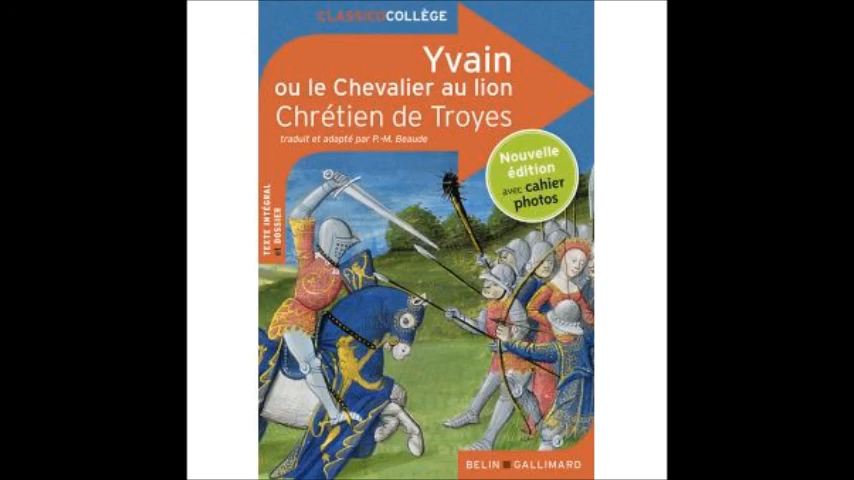 CLASSICOCOLLÈGE
Yvain
ou le Chevalier au lion
Chrétien de Troyes
traduit et adapté par P.-M. Beaude
Nouvelle
édition
avec cahier
photos
TEXTE INTÉGRAL
et DOSSIER
BELIN GALLIMARD